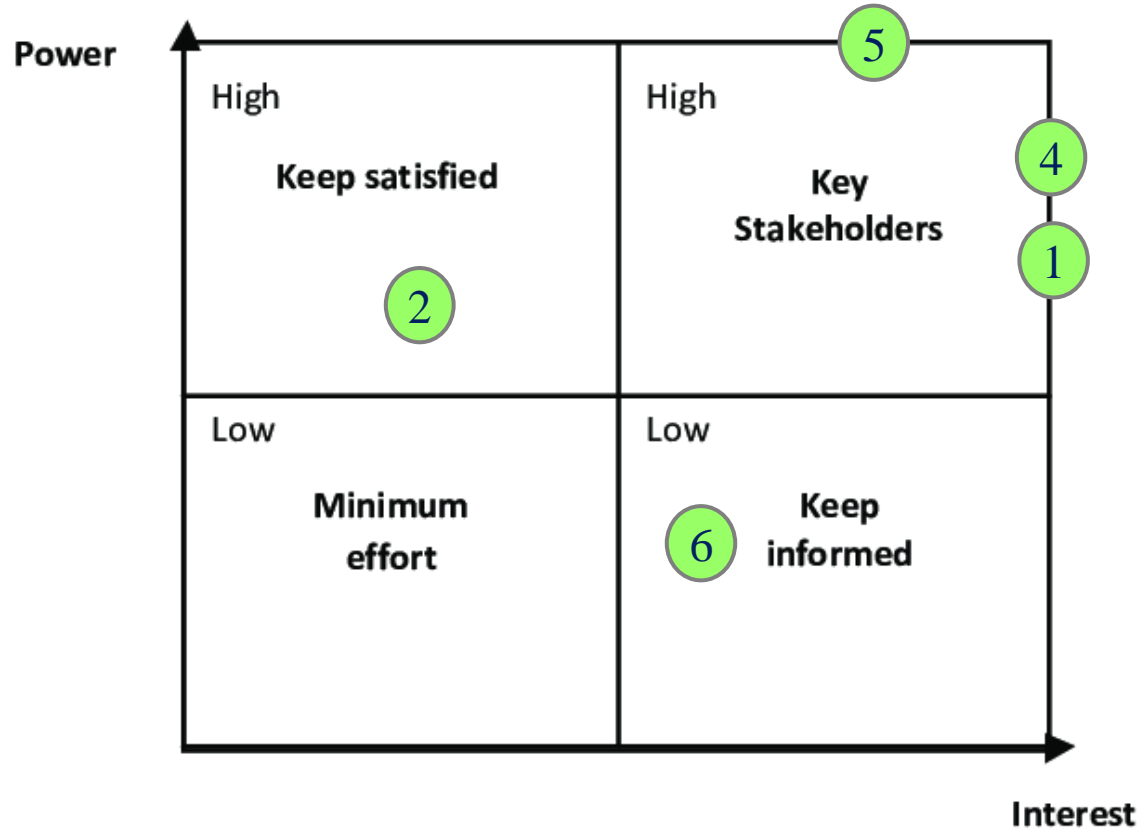 Power
5
High
High
4
Keep satisfied
Key
Stakeholders
1
2
Low
Low
Minimum
effort
6
Keep
informed
Interest